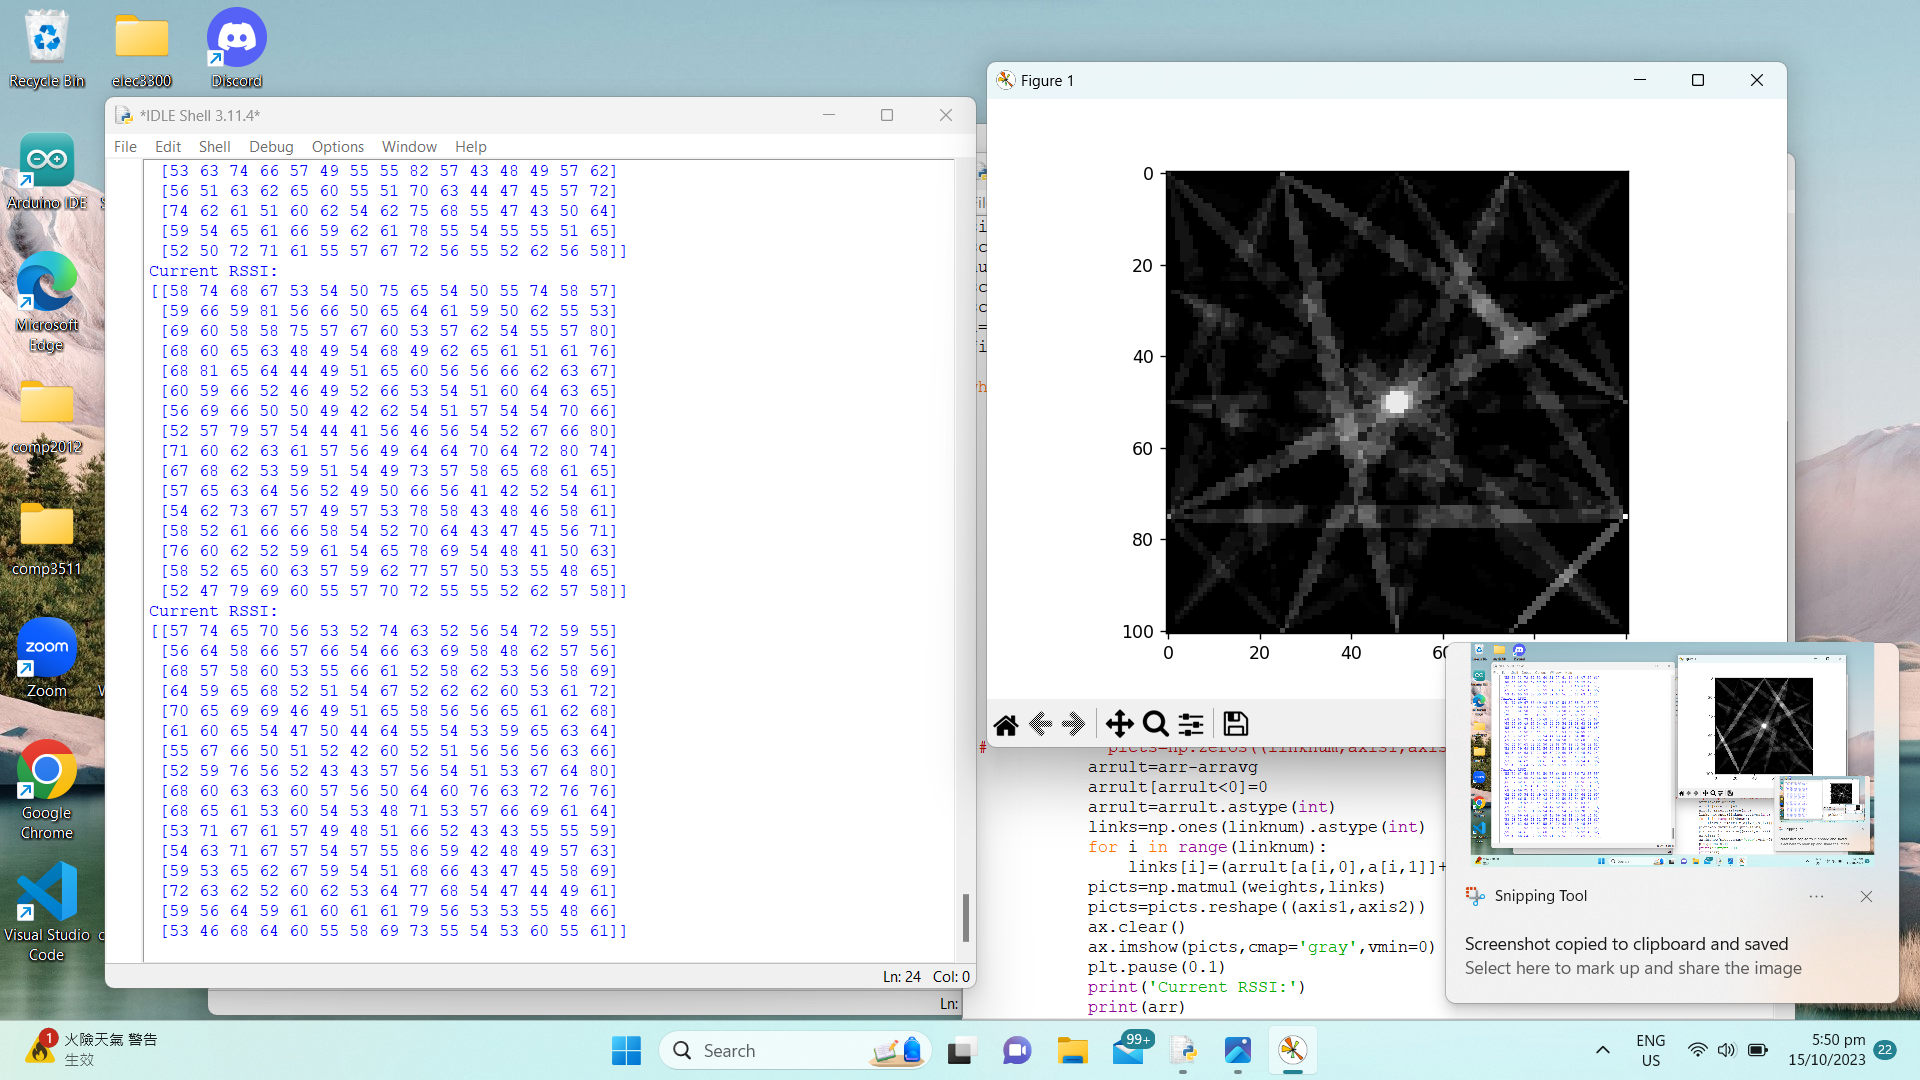 Recycle Bin
elec3300
Discord
Arduino IDE
Microsoft
Edge
comp2012
comp3511
zoom
Zoom
Google
Chrome
Visual Studio
Code
*IDLE Shell 3.11.4*
File Edit Shell Debug Options Window Help
[53 63 74 66 57 49 55 55 82 57 43 48 49 57 62]
[56 51 63 62 65 60 55 51 70 63 44 47 45 57 72]
[74 62 61 51 60 62 54 62 75 68 55 47 43 50 64]
[59 54 65 61 66 59 62 61 78 55 54 55 55 51 65]
[52 50 72 71 61 55 57 67 72 56 55 52 62 56 58]]
Current RSSI:
[[58 74 68 67 53 54 50 75 65 54 50 55 74 58 57]
[59 66 59 81 56 66 50 65 64 61 59 50 62 55 53]
[69 60 58 58 75 57 67 60 53 57 62 54 55 57 80]
[68 60 65 63 48 49 54 68 49 62 65 61 51 61 76]
[68 81 65 64 44 49 51 65 60 56 56 66 62 63 67]
[60 59 66 52 46 49 52 66 53 54 51 60 64 63 65]
[56 69 66 50 50 49 42 62 54 51 57 54 54 70 66]
[52 57 79 57 54 44 41 56 46 56 54 52 67 66 80]
[71 60 62 63 61 57 56 49 64 64 70 64 72 80 74]
[67 68 62 53 59 51 54 49 73 57 58 65 68 61 65]
[57 65 63 64 56 52 49 50 66 56 41 42 52 54 61]
[54 62 73 67 57 49 57 53 78 58 43 48 46 58 61]
[58 52 61 66 66 58 54 52 70 64 43 47 45 56 71]
[76 60 62 52 59 61 54 65 78 69 54 48 41 50 63]
[58 52 65 60 63 57 59 62 77 57 50 53 55 48 65]
[52 47 79 69 60 55 57 70 72 55 55 52 62 57 58]]
Current RSSI:
[[57 74 65 70 56 53 52 74 63 52 56 54 72 59 55]
[56 64 58 66 57 66 54 66 63 69 58 48 62 57 56]
[68 57 58 60 53 55 66 61 52 58 62 53 56 58 69]
[64 59 65 68 52 51 54 67 52 62 62 60 53 61 72]
[70 65 69 69 46 49 51 65 58 56 56 65 61 62 68]
[61 60 65 54 47 50 44 64 55 54 53 59 65 63 64]
[55 67 66 50 51 52 42 60 52 51 56 56 56 63 66]
[52 59 76 56 52 43 43 57 56 54 51 53 67 64 80]
[68 60 63 63 60 57 56 50 64 60 76 63 72 76 76]
[68 65 61 53 60 54 53 48 71 53 57 66 69 61 64]
[53 71 67 61 57 49 48 51 66 52 43 43 55 55 59]
[54 63 71 67 57 54 57 55 86 59 42 48 49 57 63]
[59 53 65 62 67 59 54 51 68 66 43 47 45 58 69]
[72 63 62 52 60 62 53 64 77 68 54 47 44 49 61]
[59 56 64 59 61 60 61 61 79 56 53 53 55 48 66]
[53 46 68 64 60 55 58 69 73 55 54 53 60 55 61]]
Ln: 24 Col: 0
Ln:
Figure 1
0
20
40
60
80
100
0 20 40
#
arrult=arr-arravg
arrult[arrult<0]=0
arrult=arrult.astype(int)
links=np.ones(linknum).astype(int)
for i in range(linknum):
links[i]=(arrult[a[i,0],a[i,1]]+
picts=np.matmul(weights,links)
picts=picts.reshape((axis1,axis2))
ax.clear()
ax.imshow(picts,cmap='gray',vmin=0)
plt.pause(0.1)
print('Current RSSI:')
print(arr)
Snipping Tool
Screenshot copied to clipboard and saved
Select here to mark up and share the image
1
火險天氣 警告
生效
Search
99+
ENG
US
5:50 pm
15/10/2023
22